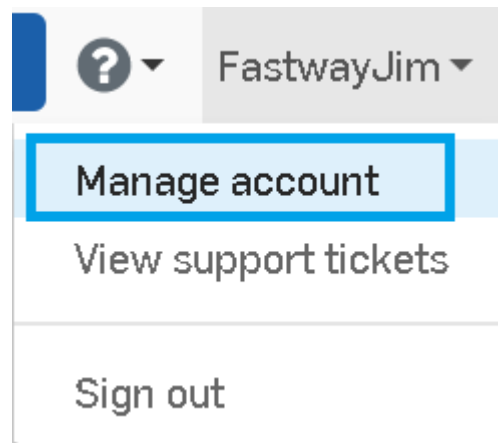 ? FastwayJim
Manage account
View support tickets
Sign out